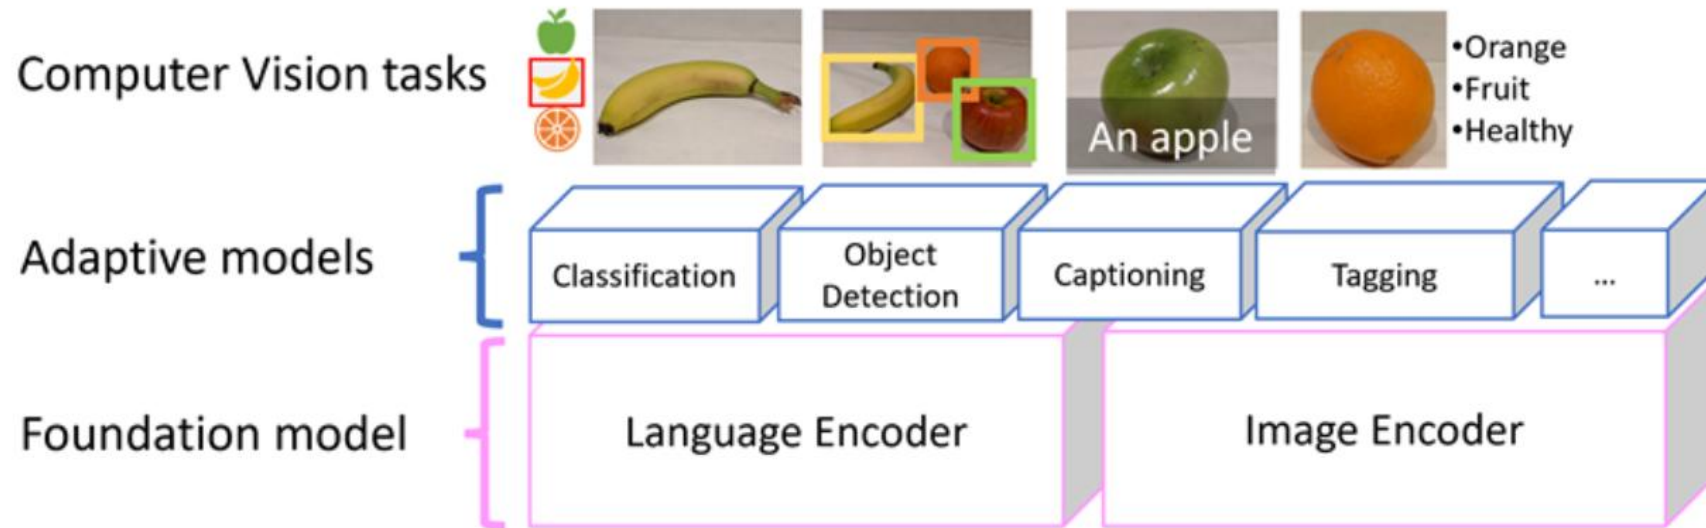 Computer Vision tasks
An apple
•Orange
•Fruit
•Healthy
Adaptive models
Classification
Object
Detection
Captioning
Tagging
...
Foundation model
Language Encoder
Image Encoder